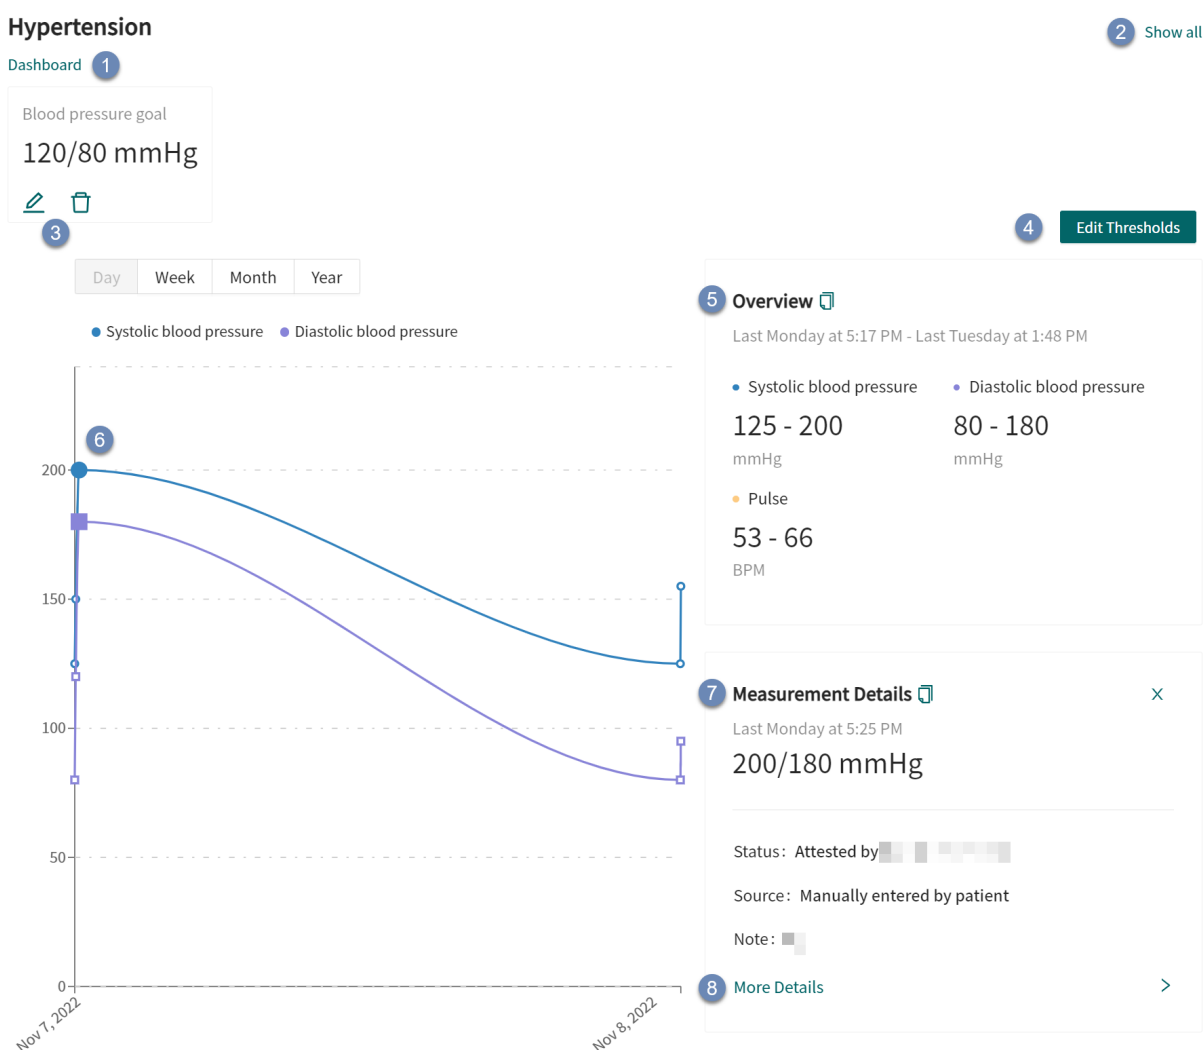 Hypertension
2 Show all
Dashboard 1
Blood pressure goal
120/80 mmHg
3
4 Edit Thresholds
Day Week Month Year
Systolic blood pressure Diastolic blood pressure
6
200
150
100
50
0
Nov 7, 2022 Nov 8, 2022
5 Overview
Last Monday at 5:17 PM - Last Tuesday at 1:48 PM
Systolic blood pressure Diastolic blood pressure
125 - 200 80 - 180
mmHg mmHg
Pulse
53 - 66
BPM
7 Measurement Details
Last Monday at 5:25 PM
200/180 mmHg
Status: Attested by
Source: Manually entered by patient
Note:
8 More Details